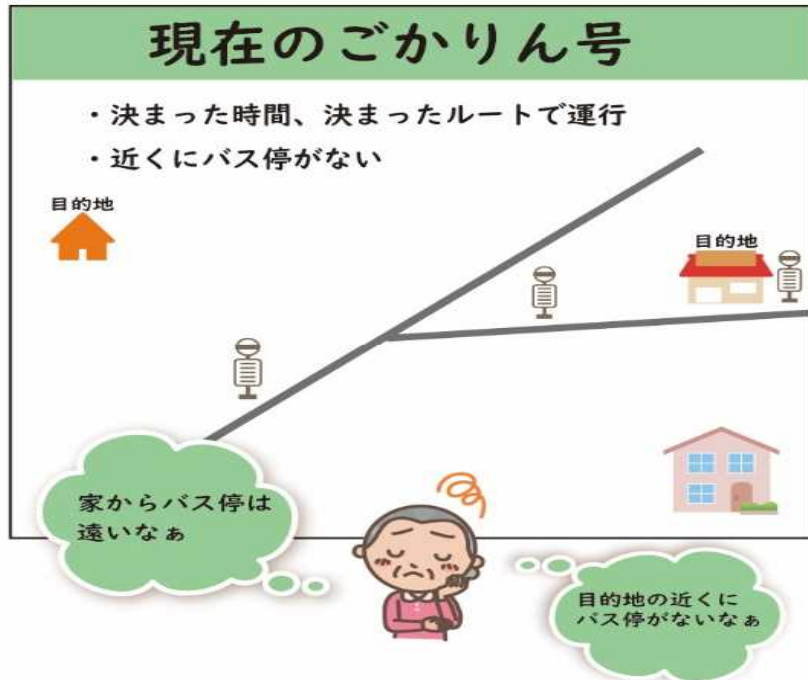 現在のごかりん号
・決まった時間、決まったルートで運行
・近くにバス停がない
目的地
目的地
家からバス停は
遠いなぁ
目的地の近くに
バス停がないなぁ